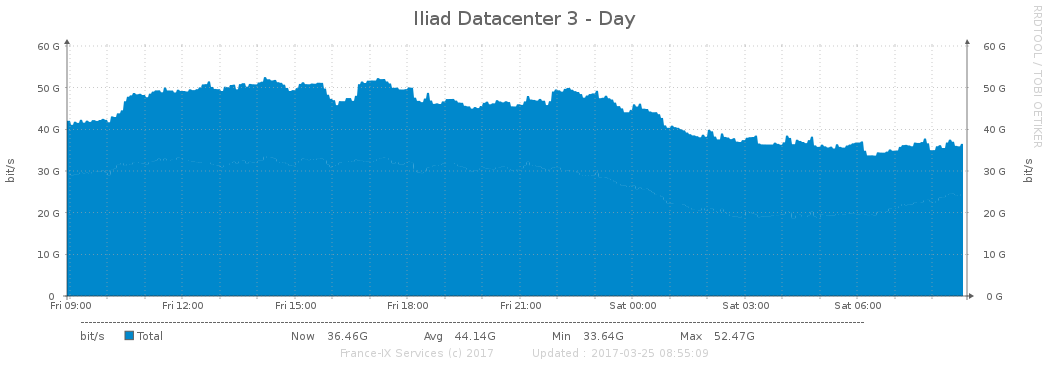 Iliad Datacenter 3 - Day
RRDTOOL / TOBI OETIKER
bit/s
60 G
50 G
40 G
30 G
20 G
10 G
0
60 G
50 G
40 G
30 G
20 G
10 G
0 G
bit/s
Fri 09:00 Fri 12:00 Fri 15:00 Fri 18:00 Fri 21:00 Sat 00:00 Sat 03:00 Sat 06:00
bit/s Total Now 36.46G Avg 44.14G Min 33.64G Max 52.47G
France-IX Services (c) 2017 Updated : 2017-03-25 08:55:09